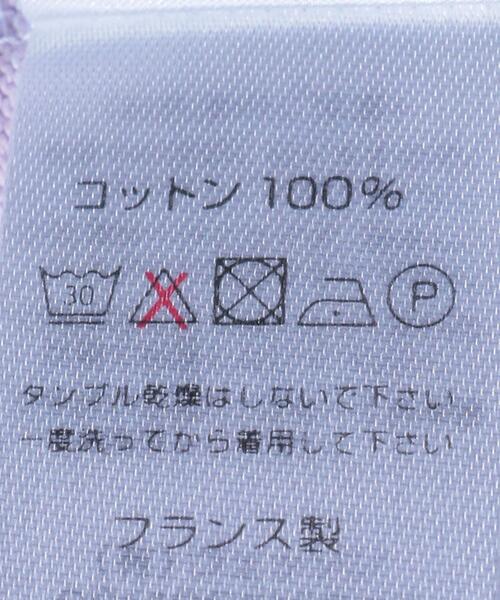 コットン 100%
30 P
タンブル乾燥はしないで下さい
一度洗ってから着用して下さい
フランス製